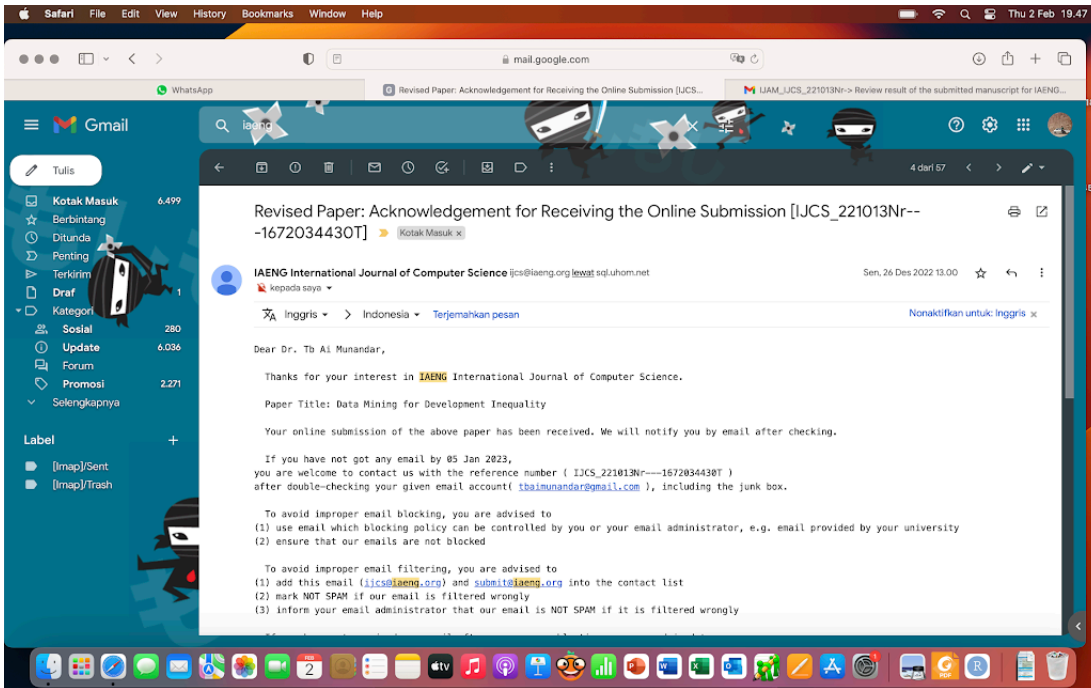 Safari File Edit View History Bookmarks Window Help Thu 2 Feb 19.47
mail.google.com
WhatsApp
Revised Paper: Acknowledgement for Receiving the Online Submission [IJCS...
IJAM_IJCS_221013Nr-> Review result of the submitted manuscript for IAENG...
Gmail
iaeng
Tulis
4 dari 57
Kotak Masuk 6.499
Berbintang
Ditunda
Penting
Terkirim
Draf 1
Kategori
Sosial 280
Update 6.036
Forum
Promosi 2.271
Selengkapnya
Label
[Imap]/Sent
[Imap]/Trash
Revised Paper: Acknowledgement for Receiving the Online Submission [IJCS_221013Nr---
-1672034430T] Kotak Masuk x
IAENG International Journal of Computer Science ijcs@iaeng.org lewat sql.uhom.net
Sen, 26 Des 2022 13.00
kepada saya
Inggris > Indonesia Terjemahkan pesan
Nonaktifkan untuk: Inggris x
Dear Dr. Tb Ai Munandar,
Thanks for your interest in IAENG International Journal of Computer Science.
Paper Title: Data Mining for Development Inequality
Your online submission of the above paper has been received. We will notify you by email after checking.
If you have not got any email by 05 Jan 2023,
you are welcome to contact us with the reference number ( IJCS_221013Nr---1672034430T )
after double-checking your given email account( tbaimunandar@gmail.com ), including the junk box.
To avoid improper email blocking, you are advised to
(1) use email which blocking policy can be controlled by you or your email administrator, e.g. email provided by your university
(2) ensure that our emails are not blocked
To avoid improper email filtering, you are advised to
(1) add this email (ijcs@iaeng.org) and submit@iaeng.org into the contact list
(2) mark NOT SPAM if our email is filtered wrongly
(3) inform your email administrator that our email is NOT SPAM if it is filtered wrongly
FEB
2
tv
PDF
R